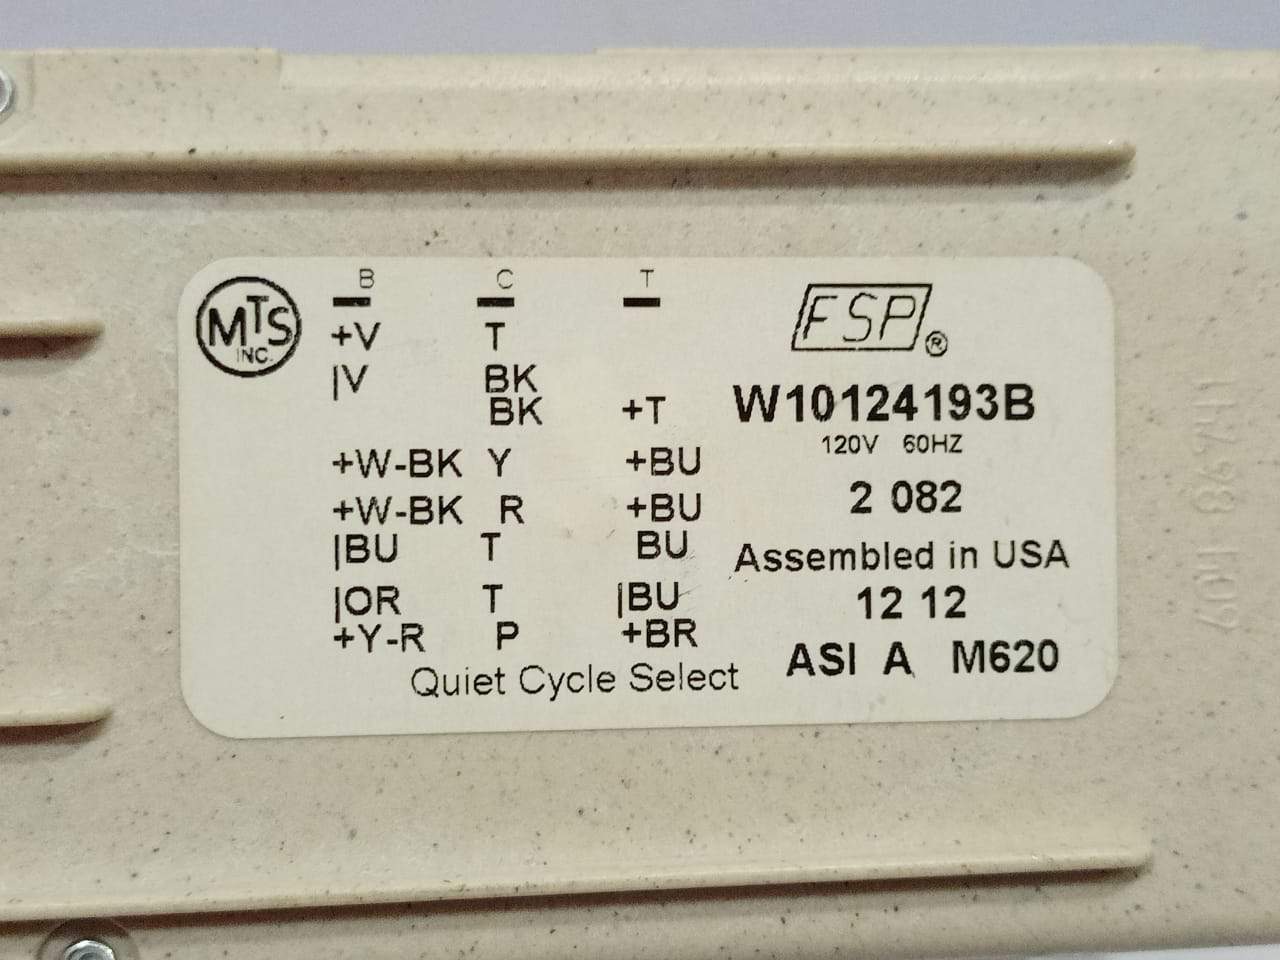 MTS INC.
B C T
+V T
|V BK
BK +T
+W-BK Y +BU
+W-BK R +BU
|BU T BU
|OR T |BU
+Y-R P +BR
Quiet Cycle Select
FSP®
W10124193B
120V 60HZ
2 082
Assembled in USA
12 12
ASI A M620